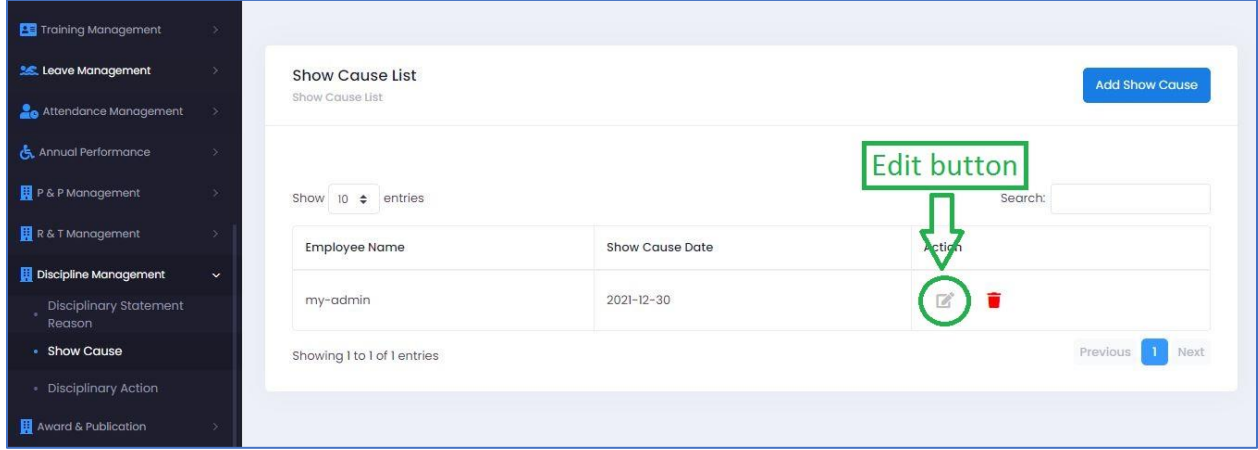 Training Management
Leave Management
Attendance Management
Annual Performance
P & P Management
R & T Management
Discipline Management
Disciplinary Statement
Reason
Show Cause
Disciplinary Action
Award & Publication
Show Cause List
Show Cause List
Add Show Cause
Edit button
Show 10 entries
Search:
Employee Name Show Cause Date Action
my-admin 2021-12-30
Showing 1 to 1 of 1 entries
Previous 1 Next